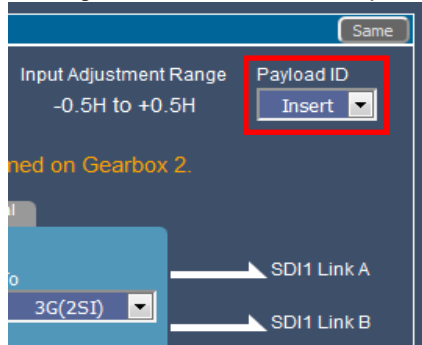 Same
Input Adjustment Range Payload ID
-0.5H to +0.5H Insert
on Gearbox 2.
SDI1 Link A
3G(2SI)
SDI1 Link B